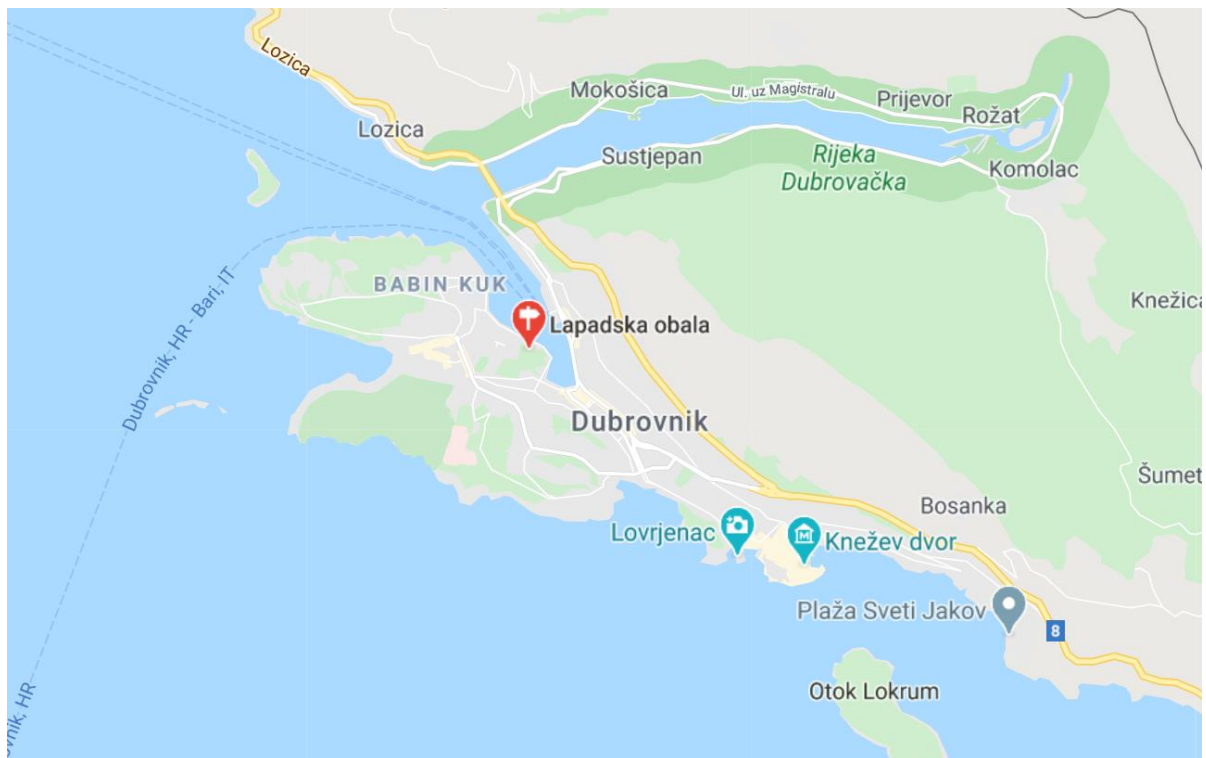 Lozica
Mokošica
Ul. uz Magistralu
Prijevor
Rožat
Lozica
Sustjepan
Rijeka
Dubrovačka
Komolac
BABIN KUK
Knežica
Dubrovnik, HR - Bari, IT
Lapadska obala
Dubrovnik
Šumet
Bosanka
Lovrjenac
M
Knežev dvor
Plaža Sveti Jakov
8
Otok Lokrum
ovnik, HR